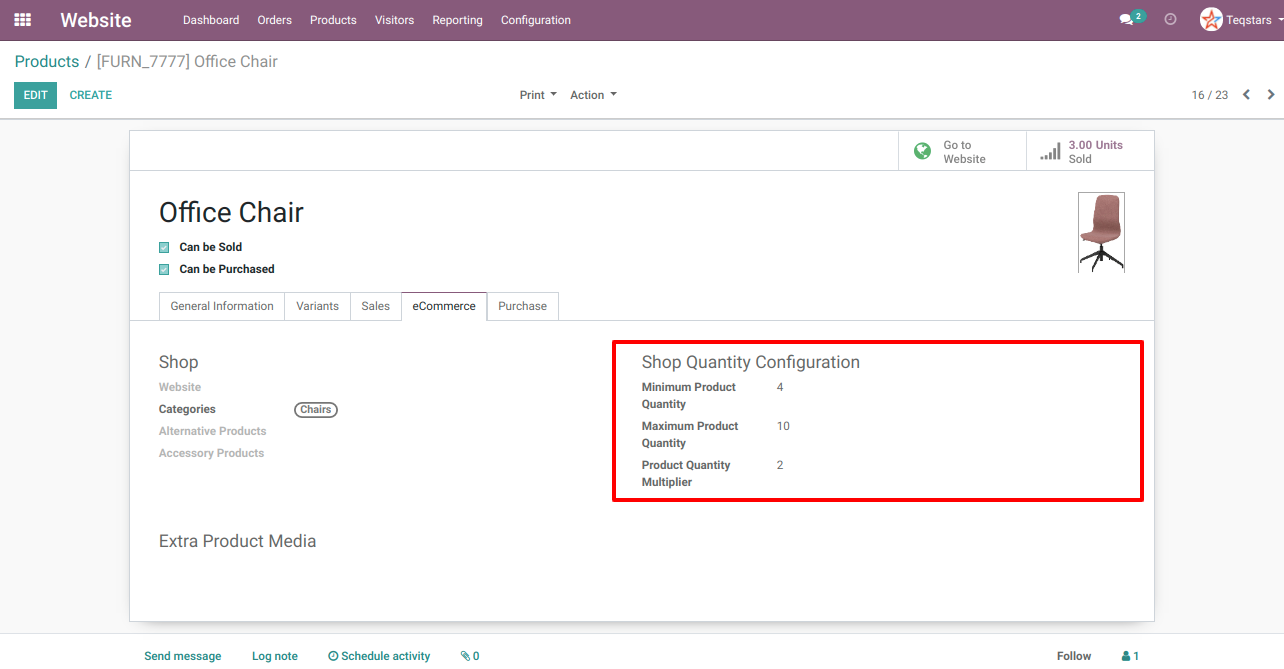 Website Dashboard Orders Products Visitors Reporting Configuration 2 Teqstars
Products / [FURN_7777] Office Chair
EDIT CREATE Print Action 16 / 23
Go to Website
3.00 Units Sold
Office Chair
Can be Sold
Can be Purchased
General Information Variants Sales eCommerce Purchase
Shop
Website
Categories Chairs
Alternative Products
Accessory Products
Shop Quantity Configuration
Minimum Product Quantity 4
Maximum Product Quantity 10
Product Quantity Multiplier 2
Extra Product Media
Send message Log note Schedule activity 0 Follow 1